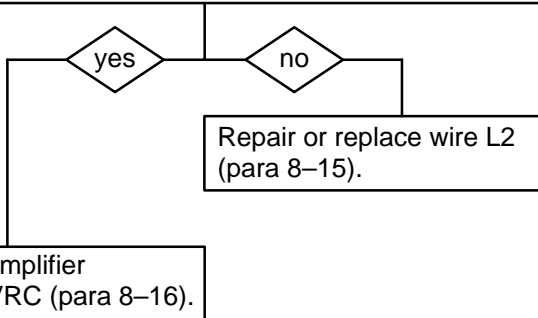 yes
no
Repair or replace wire L2
(para 8–15).
mplifier
VRC (para 8–16).